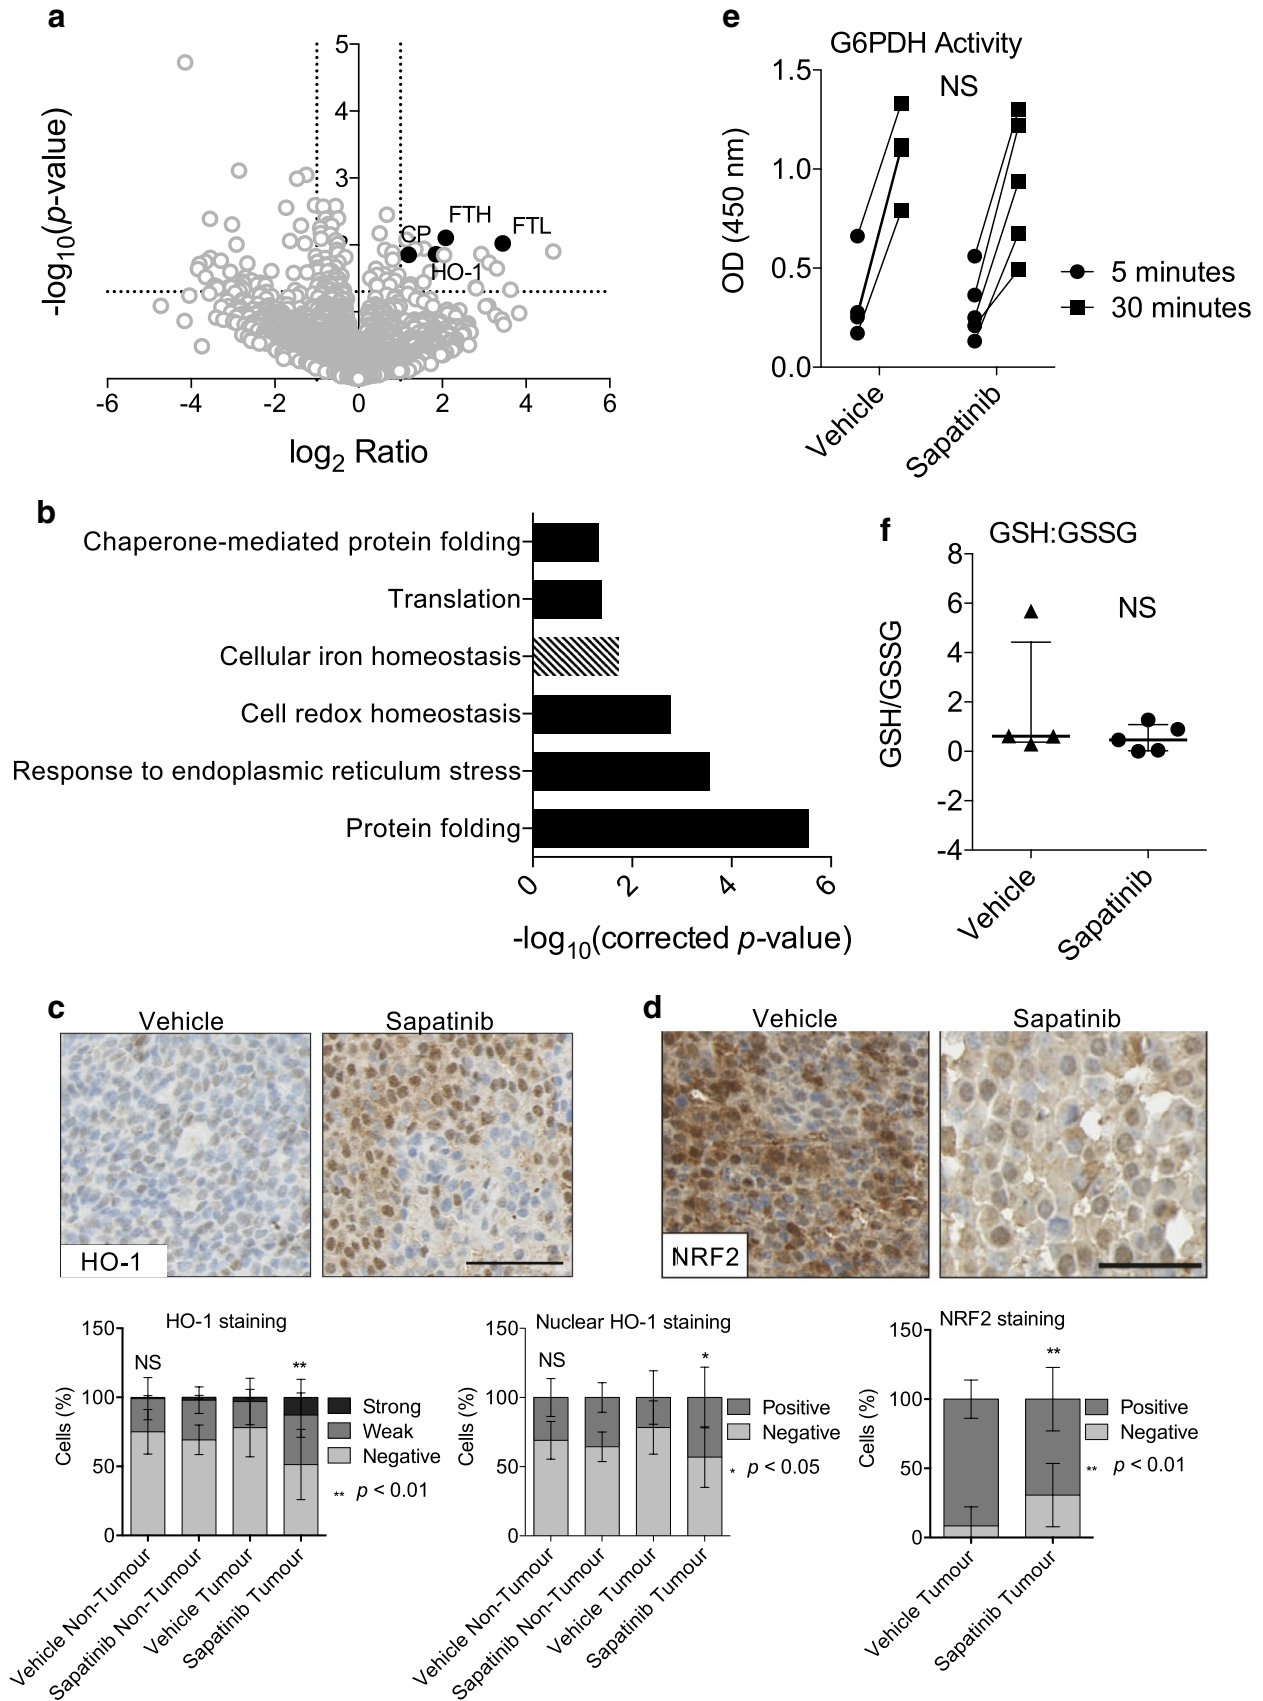 a
5
4
3
2
-log10(p-value)
CP
FTH
FTL
HO-1
-6 -4 -2 0 2 4 6
log2 Ratio
b
Chaperone-mediated protein folding
Translation
Cellular iron homeostasis
Cell redox homeostasis
Response to endoplasmic reticulum stress
Protein folding
0 2 4 6
-log10(corrected p-value)
e
G6PDH Activity
NS
1.5
1.0
0.5
0.0
OD (450 nm)
5 minutes
30 minutes
Vehicle
Sapatinib
f
GSH:GSSG
NS
8
6
4
2
0
-2
-4
GSH/GSSG
Vehicle
Sapatinib
c
Vehicle
Sapatinib
HO-1
d
Vehicle
Sapatinib
NRF2
HO-1 staining
150
100
50
0
Cells (%)
NS
**
Strong
Weak
Negative
** p < 0.01
Vehicle Non-Tumour
Sapatinib Non-Tumour
Vehicle Tumour
Sapatinib Tumour
Nuclear HO-1 staining
150
100
50
0
Cells (%)
NS
*
Positive
Negative
* p < 0.05
Vehicle Non-Tumour
Sapatinib Non-Tumour
Vehicle Tumour
Sapatinib Tumour
NRF2 staining
150
100
50
0
Cells (%)
**
Positive
Negative
** p < 0.01
Vehicle Tumour
Sapatinib Tumour